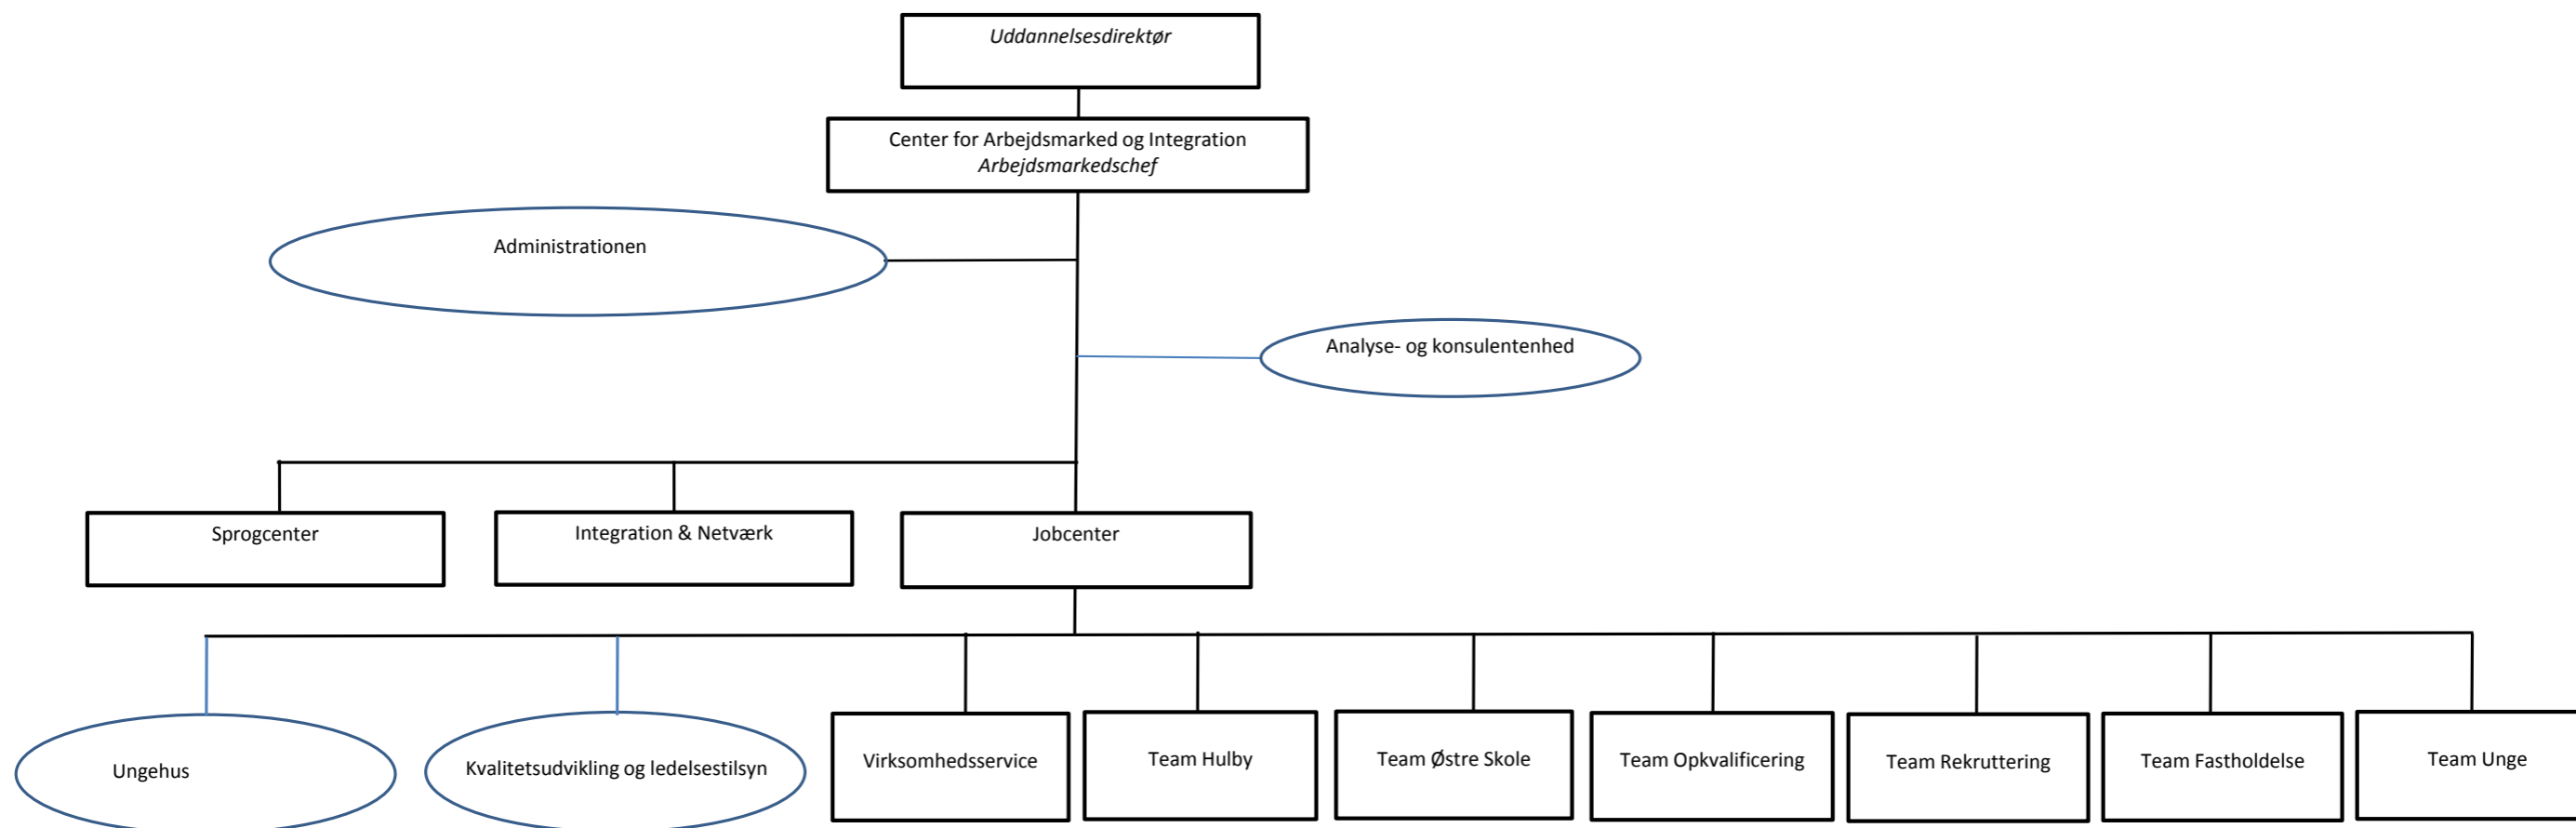 Uddannelsesdirektør
Center for Arbejdsmarked og Integration
Arbejdsmarkedschef
Administrationen
Analyse- og konsulentenhed
Sprogcenter
Integration & Netværk
Jobcenter
Ungehus
Kvalitetsudvikling og ledelsestilsyn
Virksomhedsservice
Team Hulby
Team Østre Skole
Team Opkvalificering
Team Rekruttering
Team Fastholdelse
Team Unge